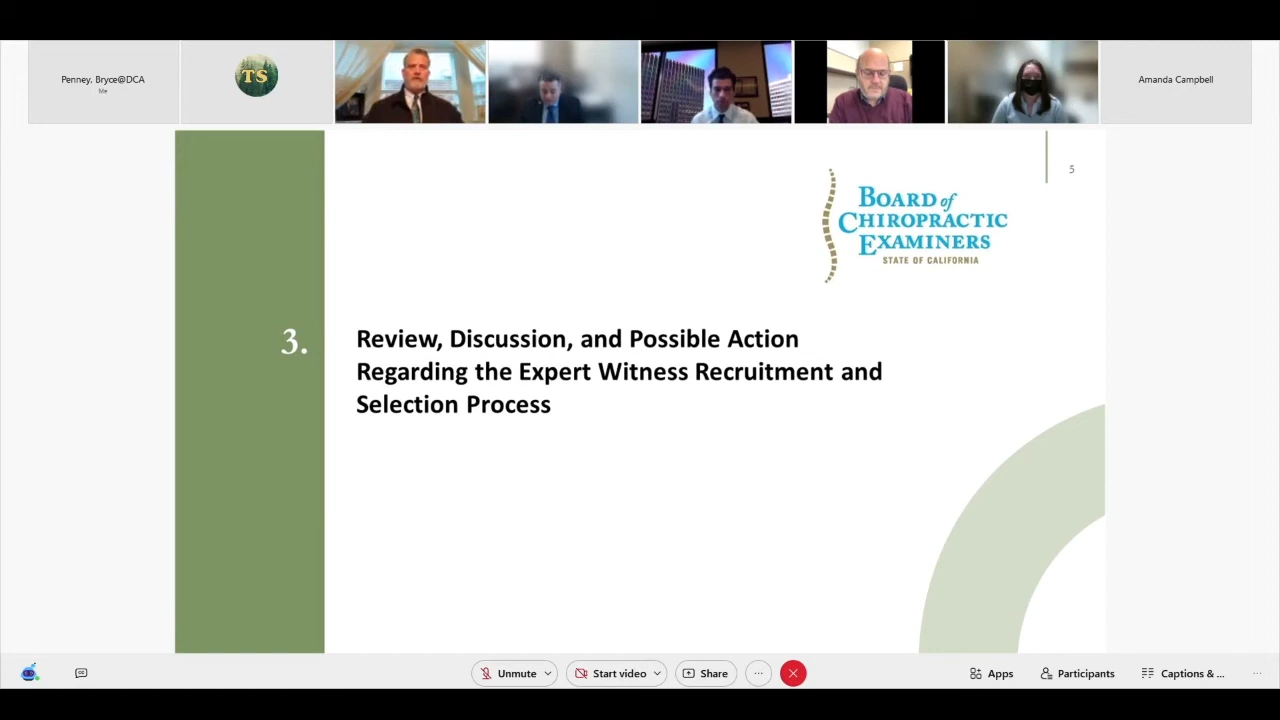 Penney, Bryce@DCA
Me
TS
Amanda Campbell
5
BOARD of
CHIROPRACTIC
EXAMINERS
STATE OF CALIFORNIA
3.
Review, Discussion, and Possible Action
Regarding the Expert Witness Recruitment and
Selection Process
Unmute
Start video
Share
Apps
Participants
Captions & ...